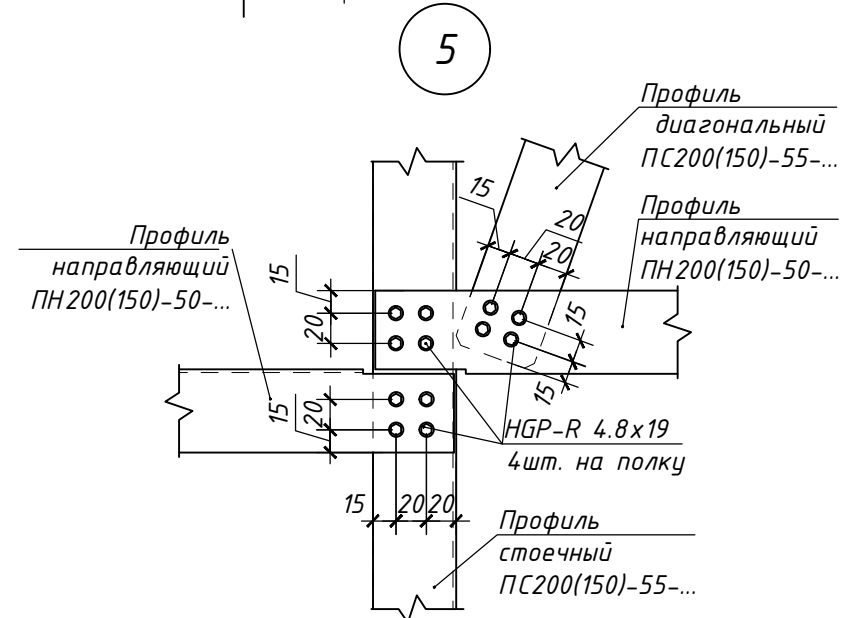 5
Профиль
диагональный
ПС200(150)-55-...
Профиль
направляющий
ПН200(150)-50-...
Профиль
направляющий
ПН200(150)-50-...
15
20
20
15
20
15
15
20
15
HGP-R 4.8x19
4шт. на полку
15 20 20
Профиль
стоечный
ПС200(150)-55-...